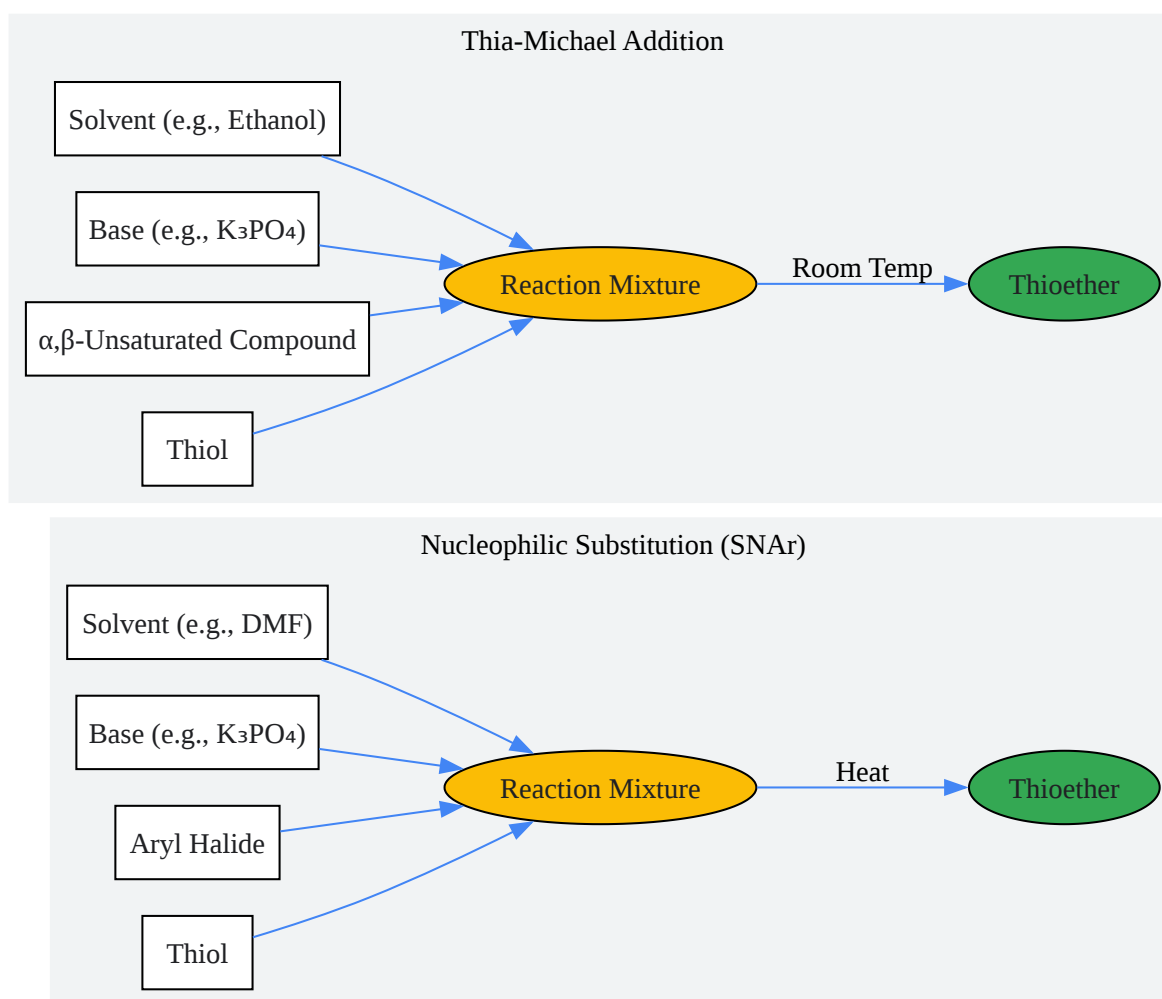 Thia-Michael Addition
Solvent (e.g., Ethanol)
Base (e.g., K₃PO₄)
α,β-Unsaturated Compound
Thiol
Reaction Mixture
Room Temp
Thioether
Nucleophilic Substitution (SNAr)
Solvent (e.g., DMF)
Base (e.g., K₃PO₄)
Aryl Halide
Thiol
Reaction Mixture
Heat
Thioether